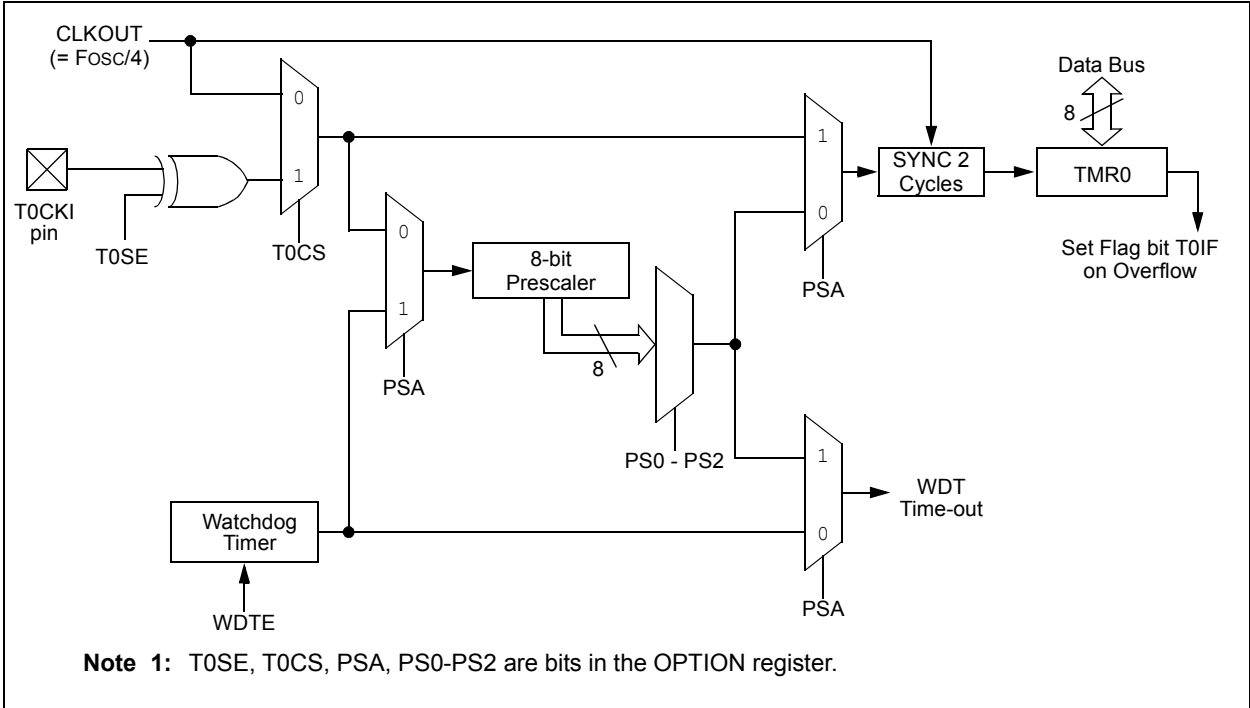 CLKOUT
(= FOSC/4)
0
1
T0CKI
pin
T0SE
T0CS
0
1
PSA
8-bit
Prescaler
8
PS0 - PS2
1
0
PSA
SYNC 2
Cycles
Data Bus
8
TMR0
Set Flag bit T0IF
on Overflow
1
0
PSA
WDT
Time-out
Watchdog
Timer
WDTE
Note 1: T0SE, T0CS, PSA, PS0-PS2 are bits in the OPTION register.